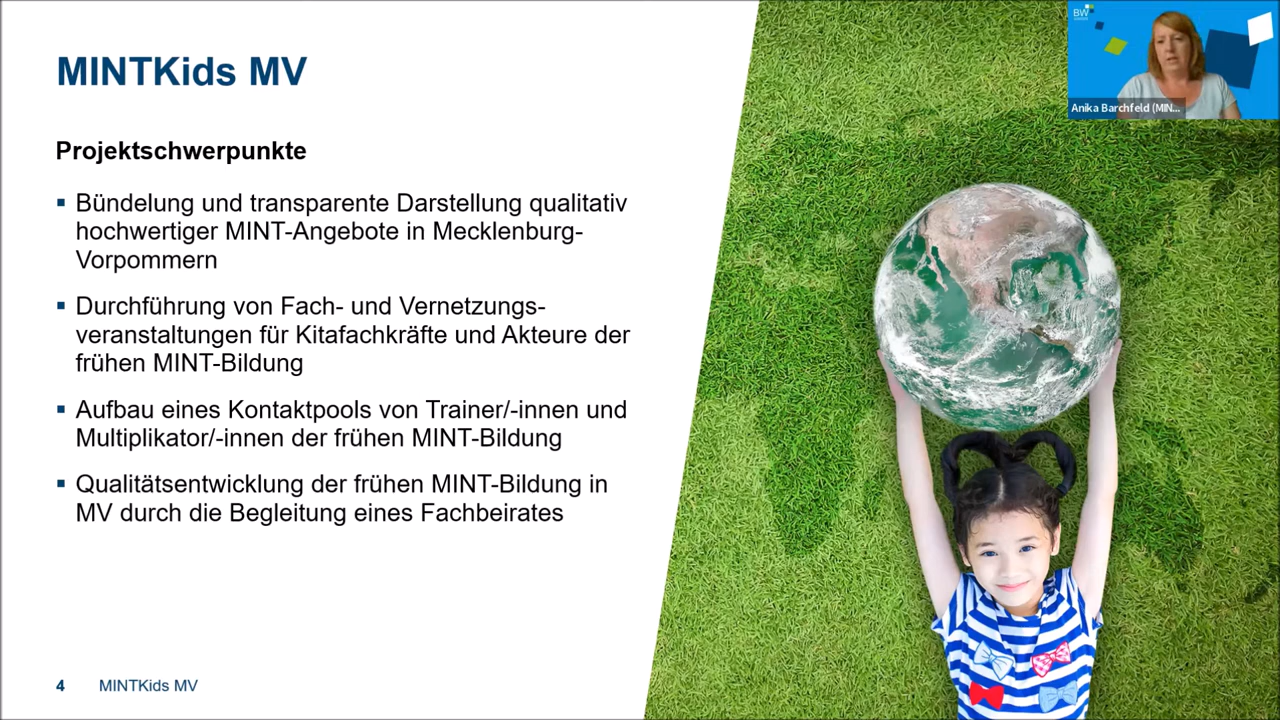 MINTKids MV
Projektschwerpunkte
▪ Bündelung und transparente Darstellung qualitativ
hochwertiger MINT-Angebote in Mecklenburg-
Vorpommern
▪ Durchführung von Fach- und Vernetzungs-
veranstaltungen für Kitafachkräfte und Akteure der
frühen MINT-Bildung
▪ Aufbau eines Kontaktpools von Trainer/-innen und
Multiplikator/-innen der frühen MINT-Bildung
▪ Qualitätsentwicklung der frühen MINT-Bildung in
MV durch die Begleitung eines Fachbeirates
4 MINTKids MV
BW
Anika Barchfeld (MIN...